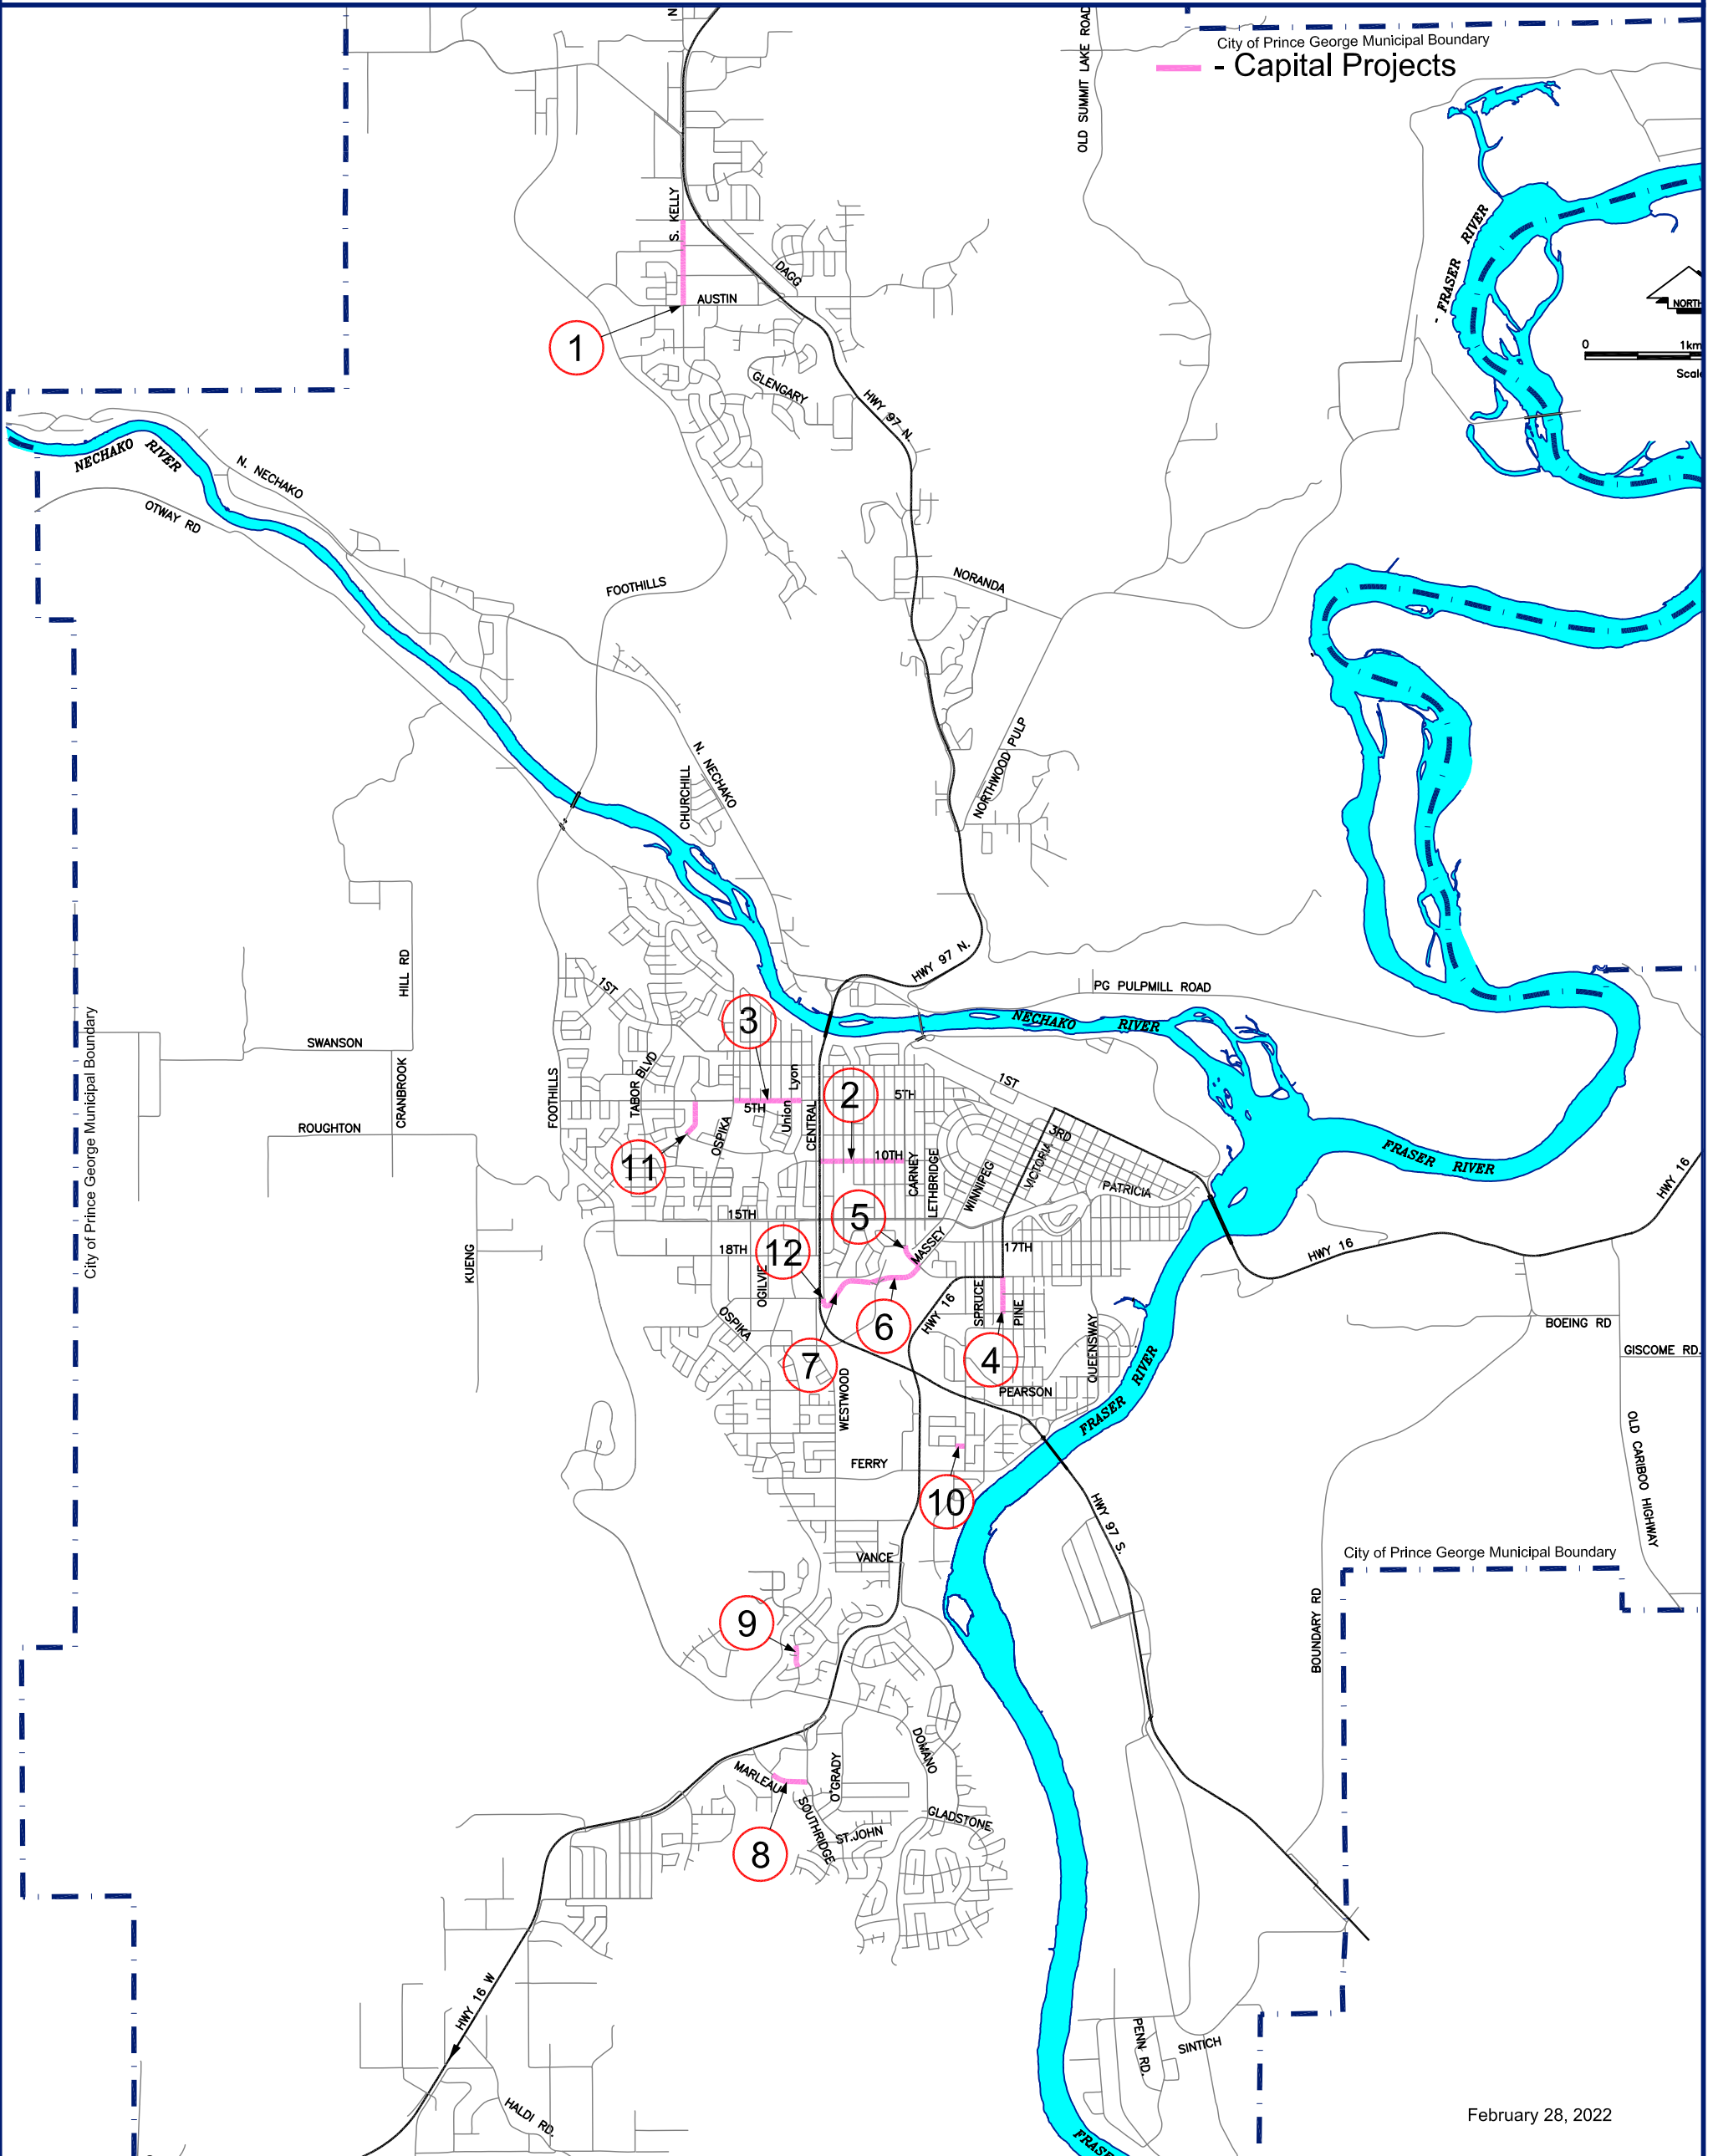 N
OLD SUMMIT LAKE ROAD
City of Prince George Municipal Boundary
- Capital Projects
S. KELLY
- FRASER RIVER
DAGG
AUSTIN
NORTH
1
0 1km
GLENGARY
HWY 97 N.
NECHAKO RIVER
N. NECHAKO
OTWAY RD
FOOTHILLS
NORANDA
N. NECHAKO
CHURCHILL
NORTHWOOD PULP
HWY 97 N.
HILL RD
1ST
PG PULPMILL ROAD
3
NECHAKO RIVER
SWANSON
City of Prince George Municipal Boundary
CRANBROOK
FOOTHILLS
TABOR BLVD
Lyon
2
5TH
1ST
5TH
Union
CENTRAL
OSPIKA
ROUGHTON
3RD
11
10TH
CARNEY
LETHBRIDGE
WINNIPEG
VICTORIA
PATRICIA
FRASER RIVER
HWY 16
15TH
5
18TH
12
MASSEY
17TH
HWY 16
KUENG
OGILVIE
OSPIKA
6
HWY 16
SPRUCE
PINE
QUEENSWAY
BOEING RD
GISCOME RD.
7
4
FRASER RIVER
WESTWOOD
PEARSON
FERRY
OLD CARIBOO HIGHWAY
10
HWY 97 S.
VANCE
City of Prince George Municipal Boundary
9
BOUNDARY RD
DOMANO
MARLEAU
O'GRADY
SOUTHRIDGE
GLADSTONE
ST.JOHN
8
HWY 16 W
PENN RD.
SINTICH
HALDI RD.
February 28, 2022